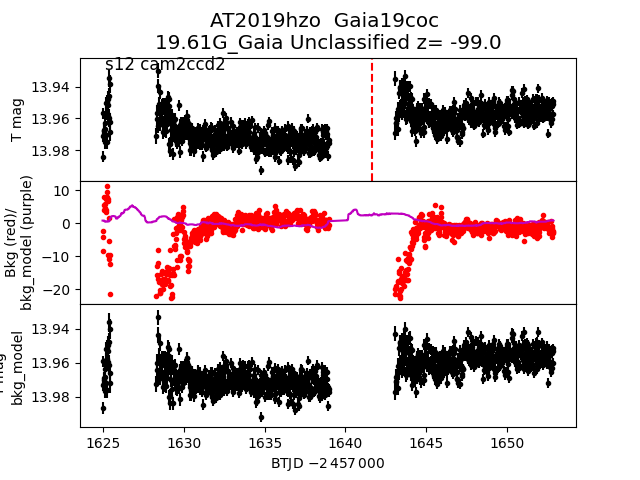 AT2019hzo  Gaia19coc
19.61G_Gaia Unclassified z= -99.0
s12 cam2ccd2
T mag
13.94
13.96
13.98
Bkg (red)/
bkg_model (purple)
10
0
−10
−20
mag
bkg_model
13.94
13.96
13.98
1625
1630
1635
1640
1645
1650
BTJD −2 457 000